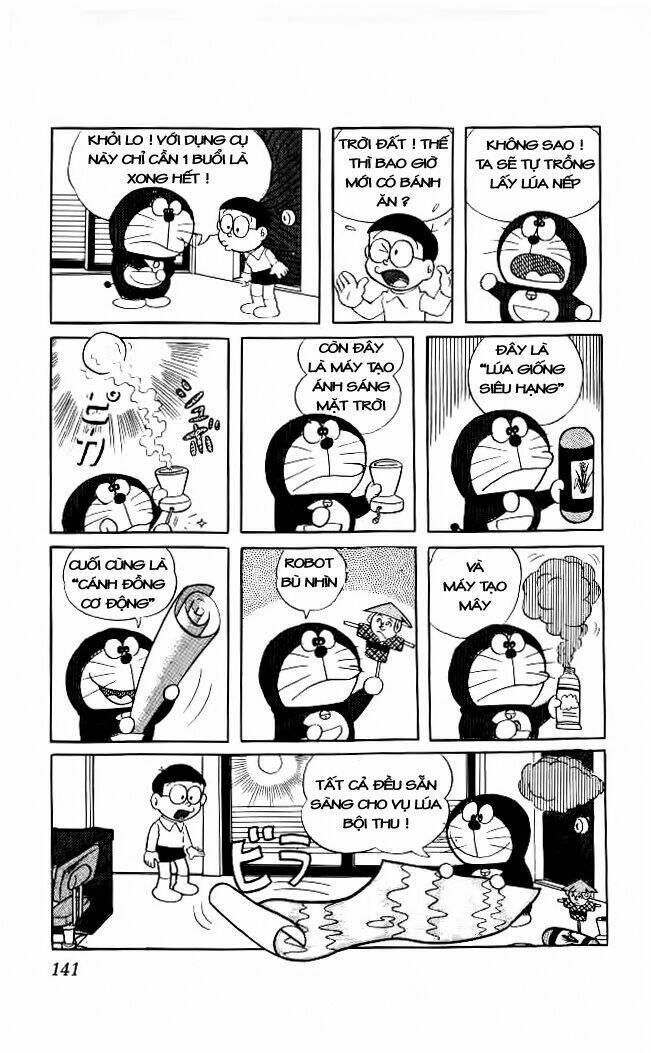 KHÔNG SAO !
TA SẼ TỰ TRỒNG
LẤY LÚA NẾP
TRỜI ĐẤT ! THẾ
THÌ BAO GIỜ
MỚI CÓ BÁNH
ĂN ?
KHỎI LO ! VỚI DỤNG CỤ
NÀY CHỈ CẦN 1 BUỔI LÀ
XONG HẾT !
ĐÂY LÀ
"LÚA GIỐNG
SIÊU HẠNG"
CÒN ĐÂY
LÀ MÁY TẠO
ÁNH SÁNG
MẶT TRỜI
VÀ
MÁY TẠO
MÂY
ROBOT
BÙ NHÌN
CUỐI CÙNG LÀ
"CÁNH ĐỒNG
CƠ ĐỘNG"
TẤT CẢ ĐỀU SẴN
SÀNG CHO VỤ LÚA
BỘI THU !
141